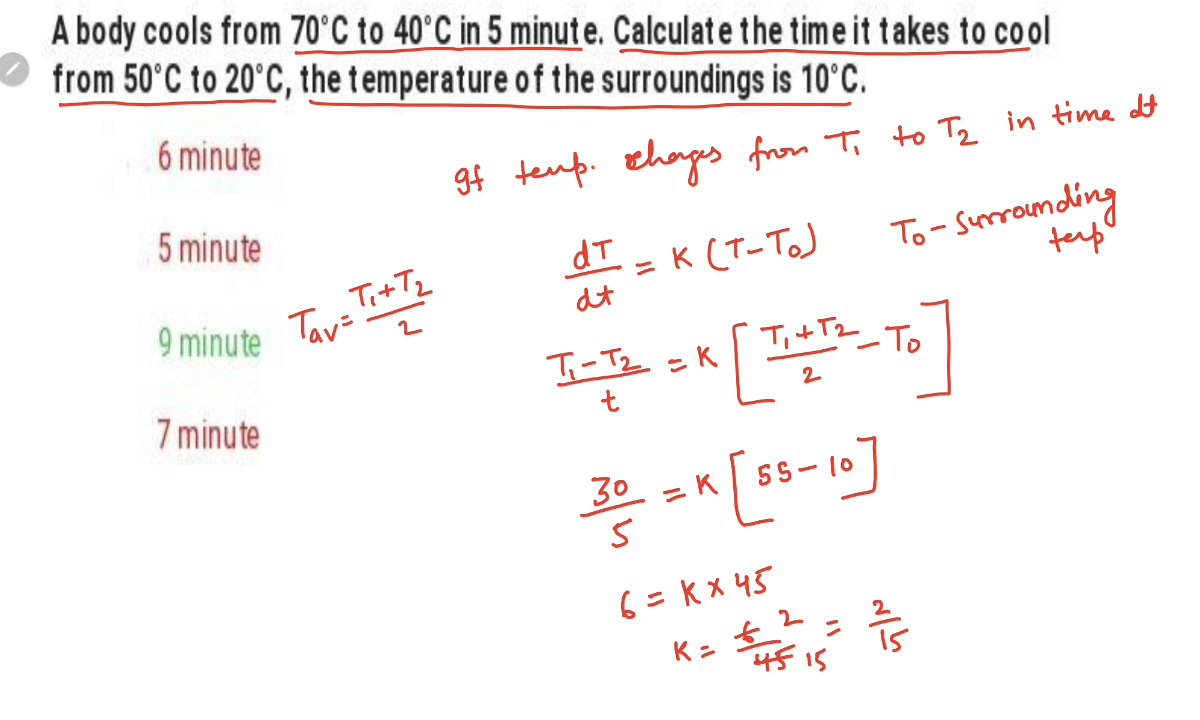 A body cools from 70°C to 40°C in 5 minute. Calculate the time it takes to cool
from 50°C to 20°C, the temperature of the surroundings is 10°C.
6 minute
5 minute
9 minute
7 minute
If temp. changes from T₁ to T₂ in time dt
dT/dt = K (T-T₀)
T₀ - Surrounding
temp
Tav = T₁+T₂/2
T₁-T₂/t = K [T₁+T₂/2 - T₀]
30/5 = K [55-10]
6 = K × 45
K = 6 2/45 15 = 2/15